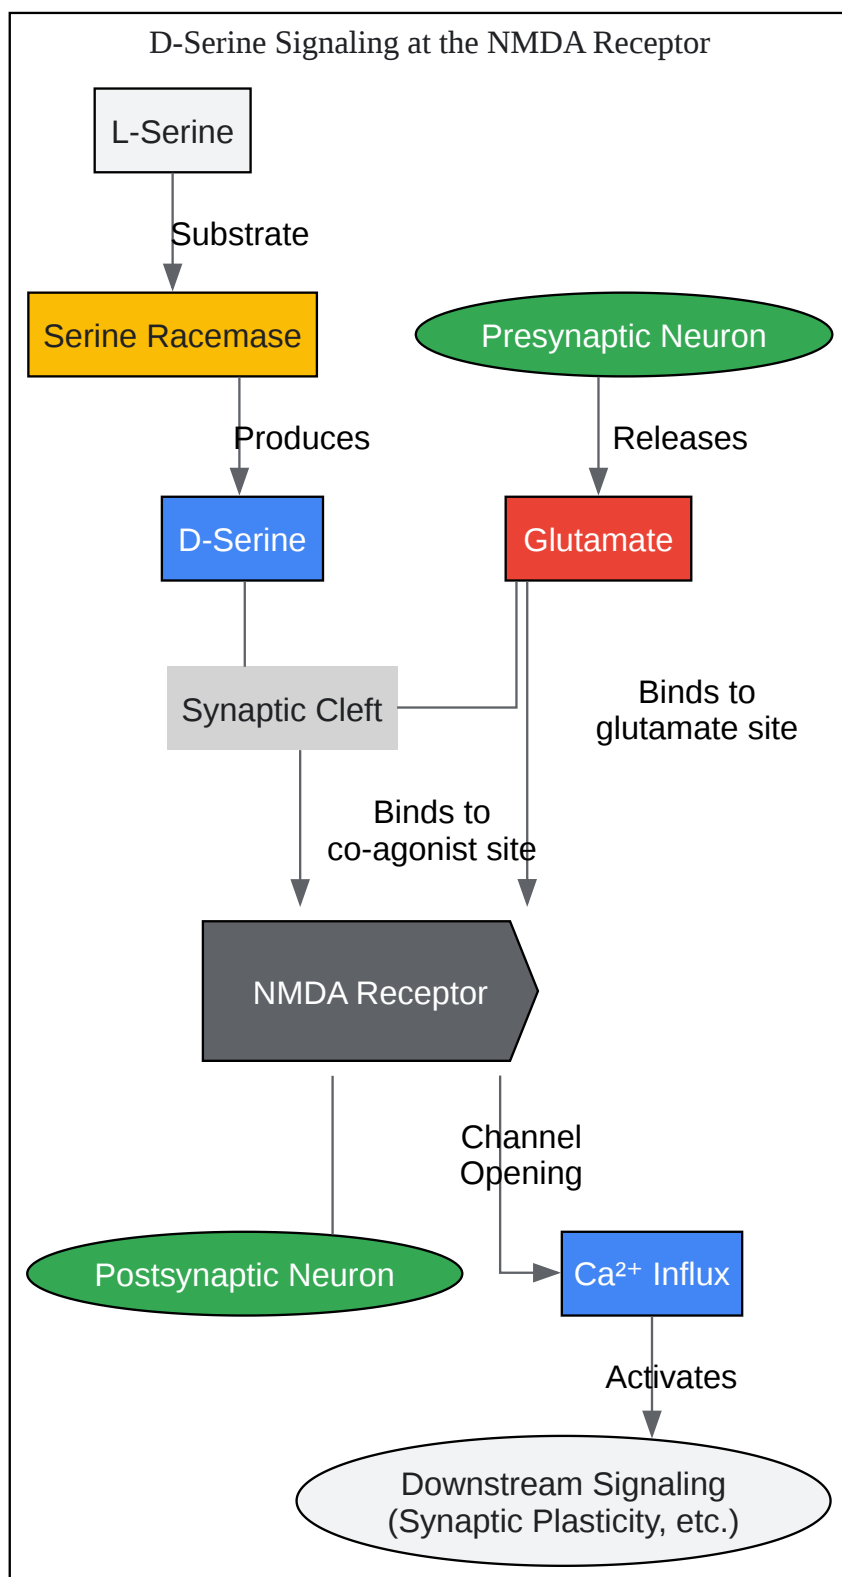 D-Serine Signaling at the NMDA Receptor
L-Serine
Substrate
Serine Racemase
Presynaptic Neuron
Produces
Releases
D-Serine
Glutamate
Synaptic Cleft
Binds to
glutamate site
Binds to
co-agonist site
NMDA Receptor
Channel
Opening
Postsynaptic Neuron
Ca²⁺ Influx
Activates
Downstream Signaling
(Synaptic Plasticity, etc.)